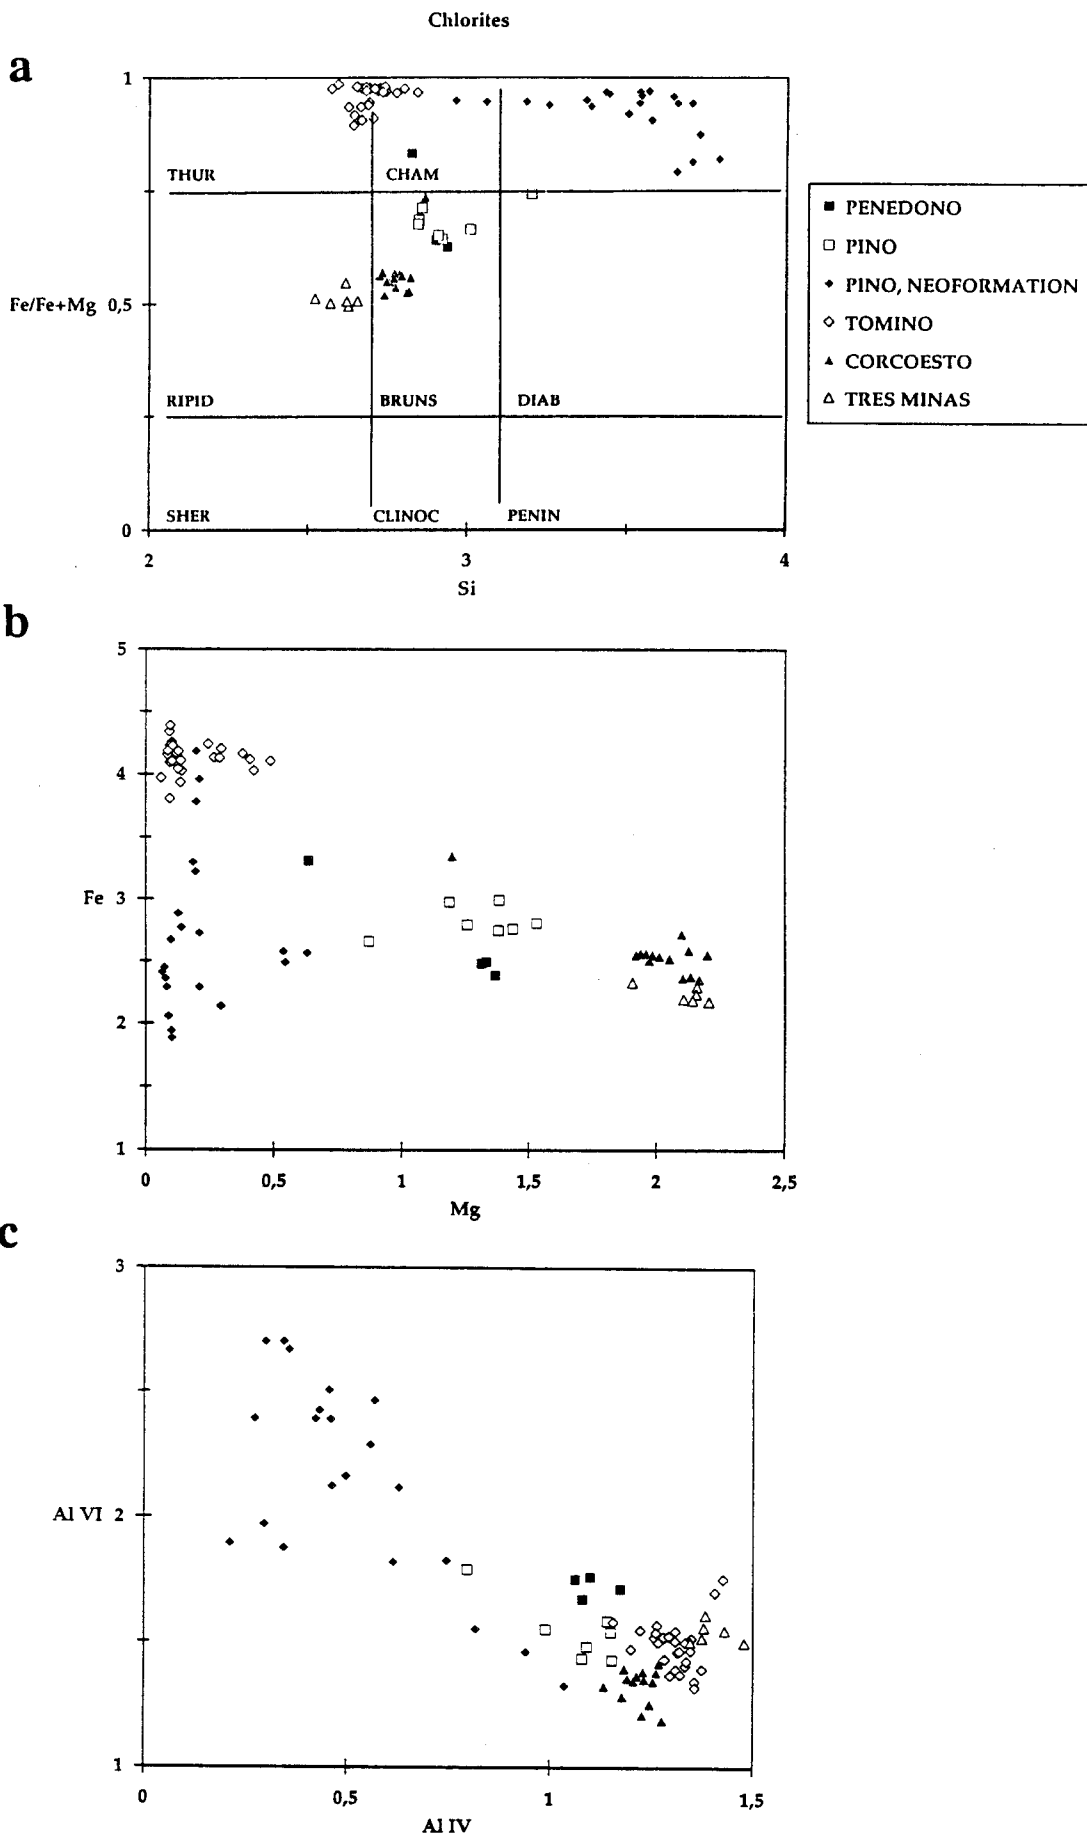 Chlorites
a
1
THUR CHAM
Fe/Fe+Mg 0,5
RIPID BRUNS DIAB
SHER CLINOC PENIN
0
2 3 4
Si
PENEDONO
PINO
PINO, NEOFORMATION
TOMINO
CORCOESTO
TRES MINAS
b
5
4
Fe 3
2
1
0 0,5 1 1,5 2 2,5
Mg
c
3
Al VI 2
1
0 0,5 1 1,5
Al IV